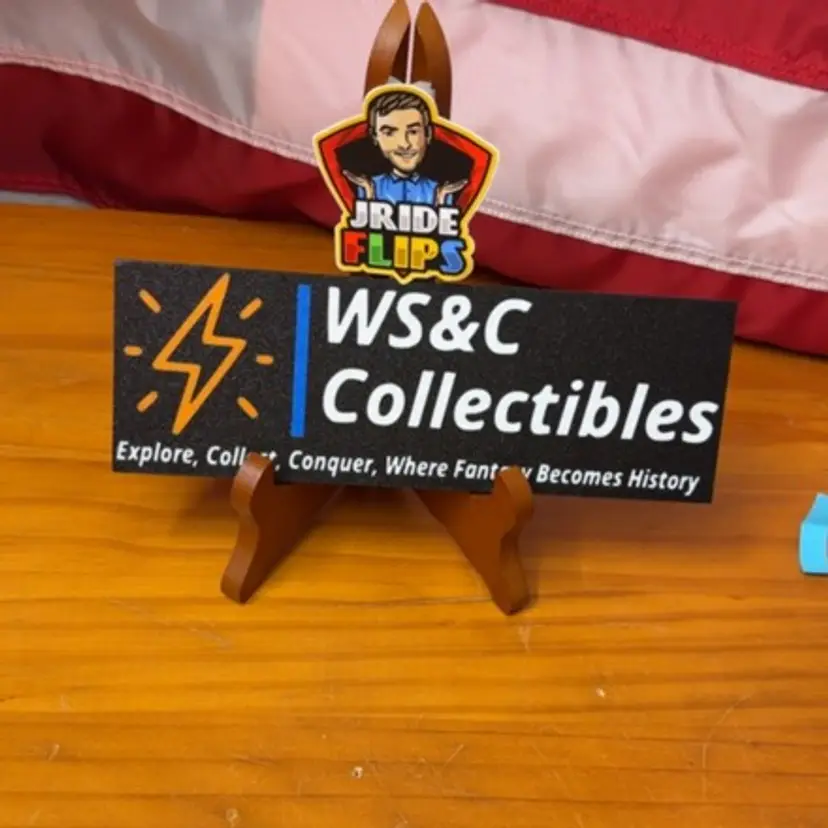 JRIDE
FLIPS
WS&C
Collectibles
Explore, Conquer, Where Becomes History